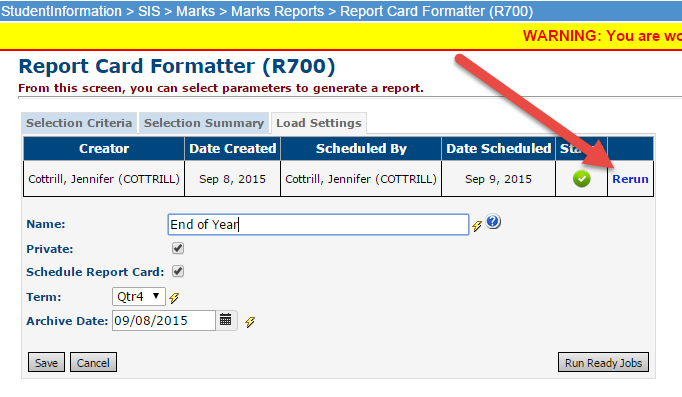 StudentInformation > SIS > Marks > Marks Reports > Report Card Formatter (R700)
WARNING: You are
Report Card Formatter (R700)
From this screen, you can select parameters to generate a report.
Selection Criteria Selection Summary Load Settings
Creator Date Created Scheduled By Date Scheduled
Cottrill, Jennifer (COTTRILL) Sep 8, 2015 Cottrill, Jennifer (COTTRILL) Sep 9, 2015 Rerun
Name: End of Year
Private:
Schedule Report Card:
Term: Qtr4
Archive Date: 09/08/2015
Save Cancel Run Ready Jobs